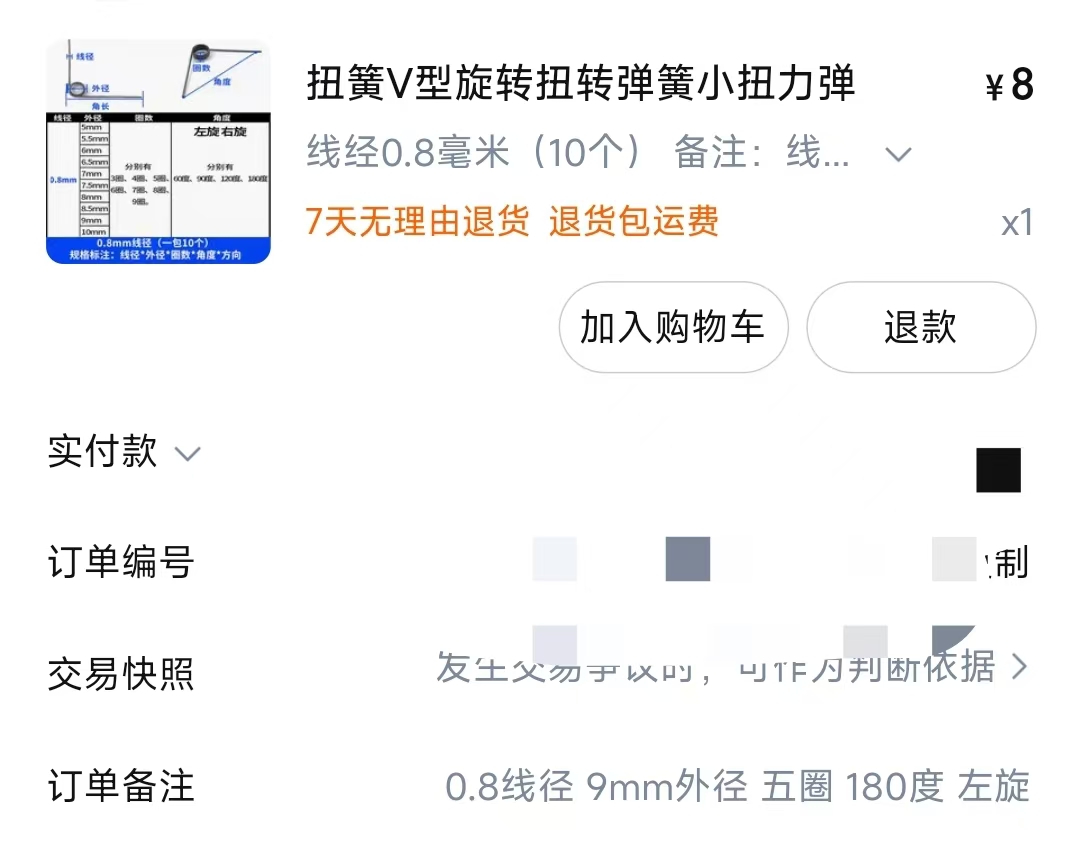 线径
外径
角长
圈数
角度
线径 外径 圈数 角度
5mm
5.5mm
6mm
6.5mm
7mm
7.5mm
8mm
8.5mm
9mm
10mm
0.8mm
分别有
3圈、4圈、5圈、
6圈、7圈、8圈、
9圈。
左旋右旋
分别有
60度、90度、120度、180度
0.8mm线径（一包10个）
规格标注：线径*外径*圈数*角度*方向
扭簧V型旋转扭转弹簧小扭力弹 ¥8
线经0.8毫米（10个） 备注：线...
7天无理由退货 退货包运费 x1
加入购物车 退款
实付款
订单编号 制
交易快照 发生交易争议时，可作为判断依据
订单备注 0.8线径 9mm外径 五圈 180度 左旋